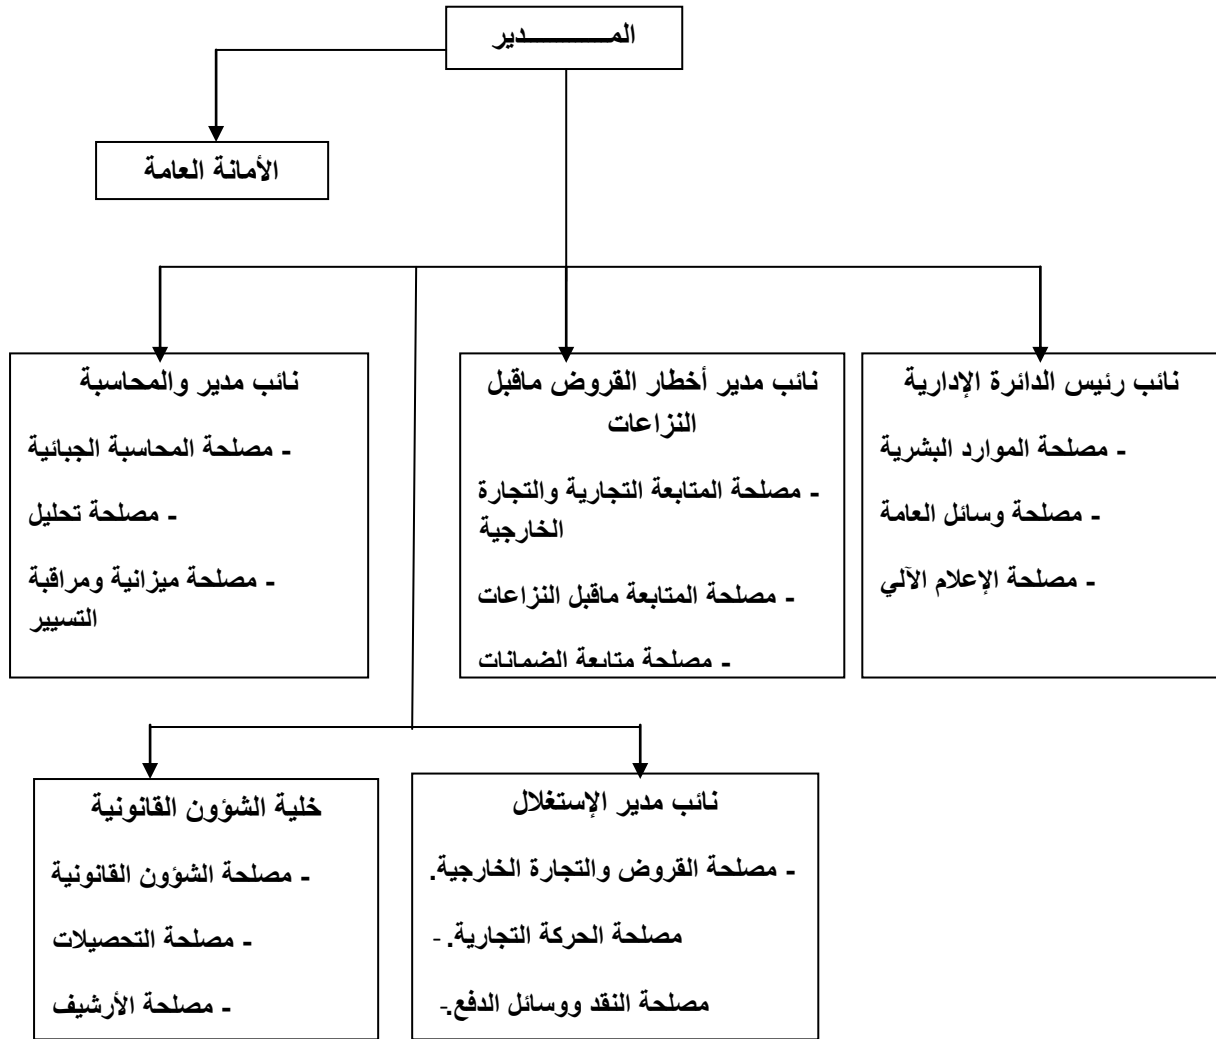 المـــــــــــدير
الأمانة العامة
نائب رئيس الدائرة الإدارية
- مصلحة الموارد البشرية
- مصلحة وسائل العامة
- مصلحة الإعلام الآلي
نائب مدير أخطار القروض ماقبل
النزاعات
- مصلحة المتابعة التجارية والتجارة
الخارجية
- مصلحة المتابعة ماقبل النزاعات
- مصلحة متابعة الضمانات
نائب مدير والمحاسبة
- مصلحة المحاسبة الجبائية
- مصلحة تحليل
- مصلحة ميزانية ومراقبة
التسيير
نائب مدير الإستغلال
- مصلحة القروض والتجارة الخارجية.
مصلحة الحركة التجارية. -
مصلحة النقد ووسائل الدفع.-
خلية الشؤون القانونية
- مصلحة الشؤون القانونية
- مصلحة التحصيلات
- مصلحة الأرشيف